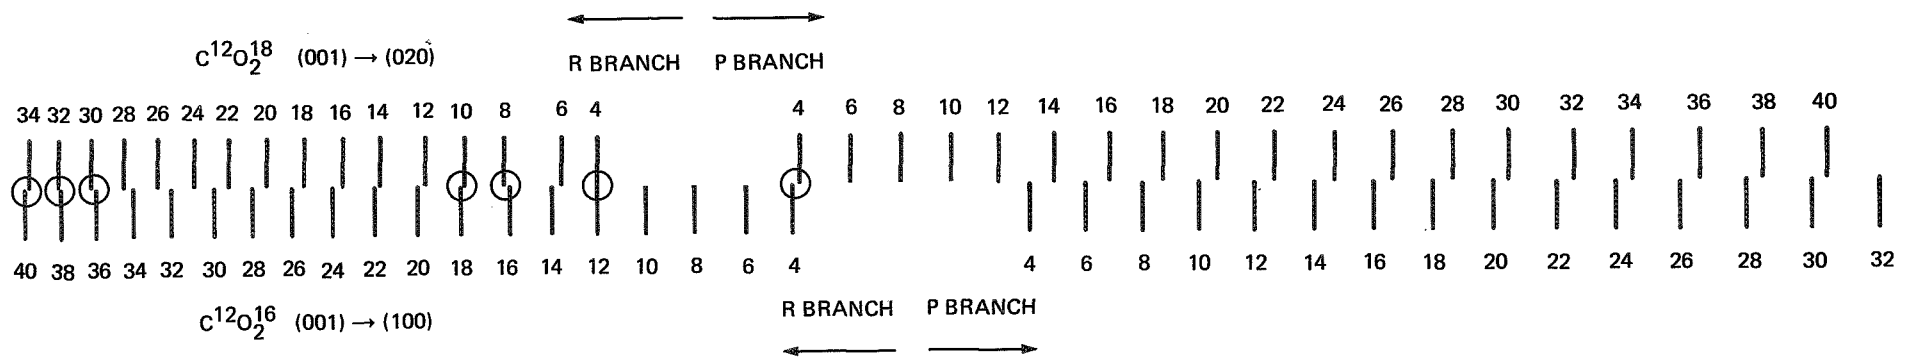 C¹²O₂¹⁸ (001) → (020)
R BRANCH P BRANCH
34 32 30 28 26 24 22 20 18 16 14 12 10 8 6 4 4 6 8 10 12 14 16 18 20 22 24 26 28 30 32 34 36 38 40
40 38 36 34 32 30 28 26 24 22 20 18 16 14 12 10 8 6 4 4 6 8 10 12 14 16 18 20 22 24 26 28 30 32
R BRANCH P BRANCH
C¹²O₂¹⁶ (001) → (100)